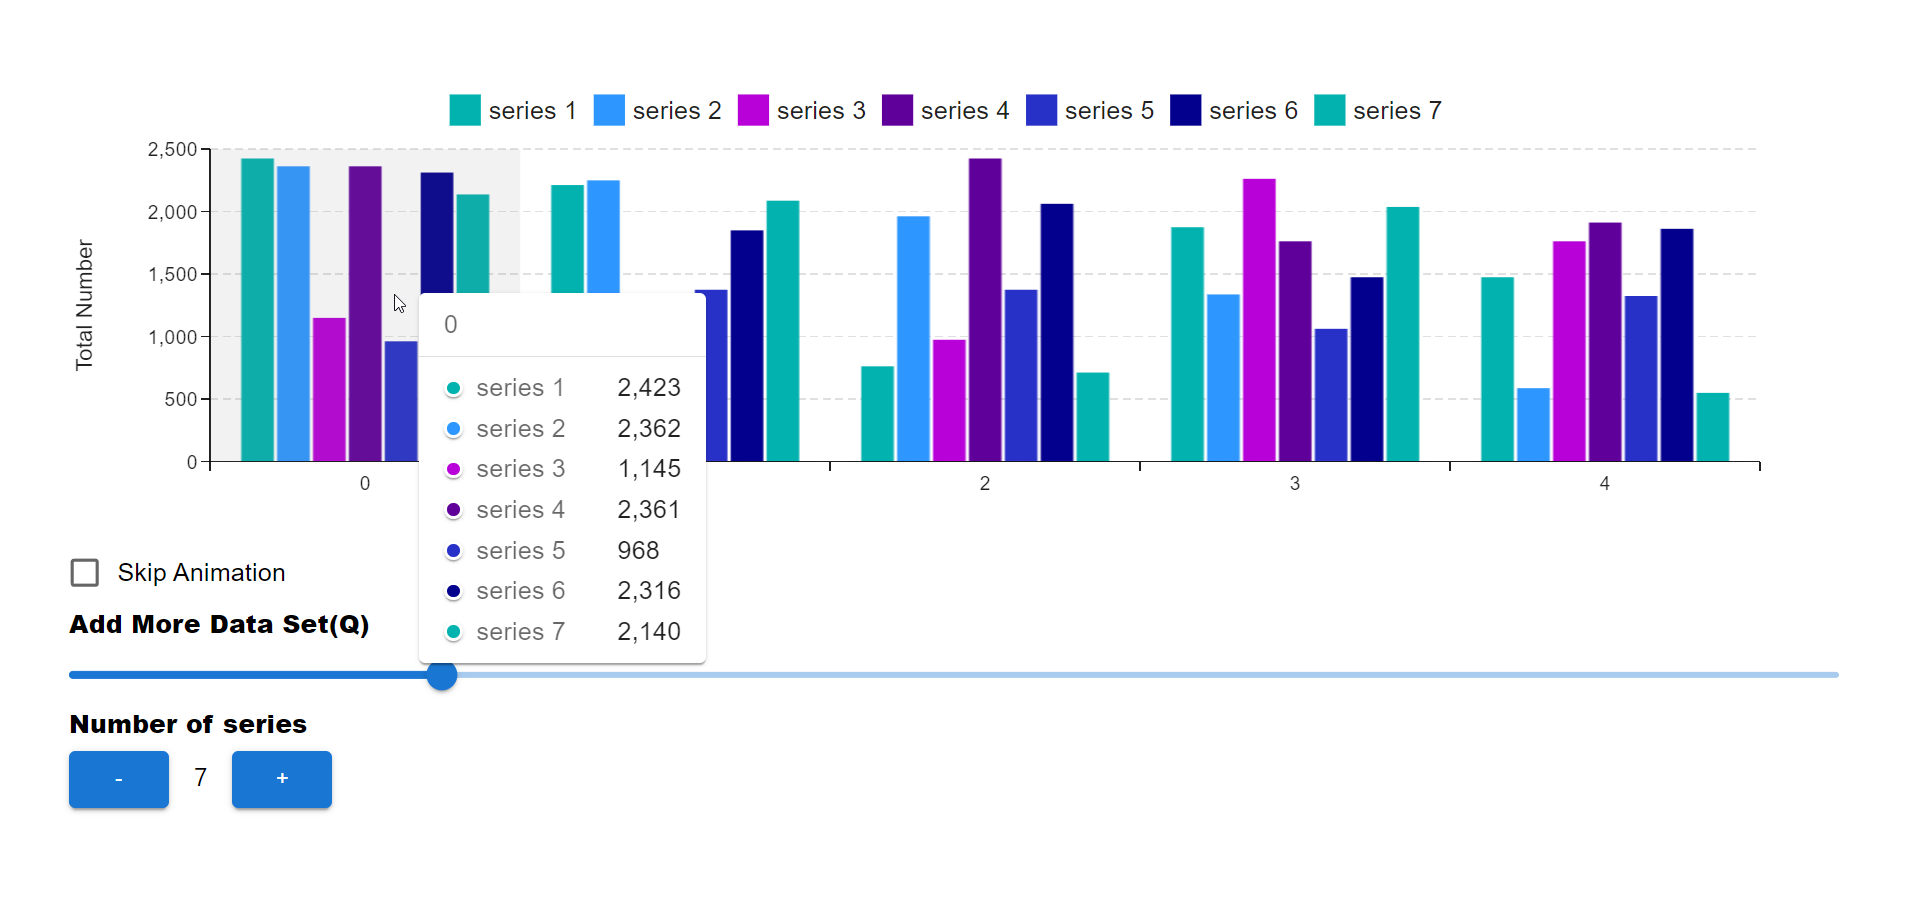 series 1 series 2 series 3 series 4 series 5 series 6 series 7
Total Number
2,500
2,000
1,500
1,000
500
0
0 2 3 4
0
series 1 2,423
series 2 2,362
series 3 1,145
series 4 2,361
series 5 968
series 6 2,316
series 7 2,140
Skip Animation
Add More Data Set(Q)
Number of series
- 7 +